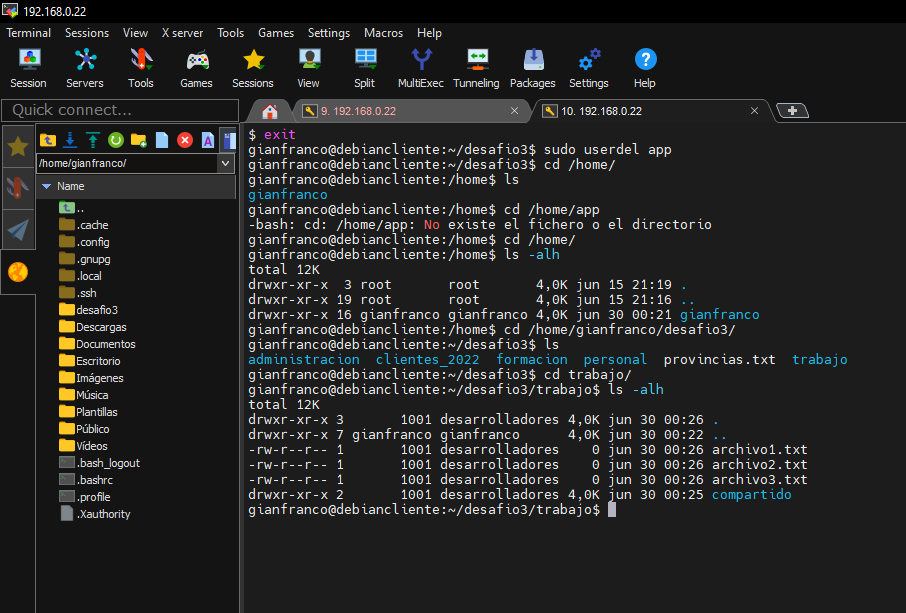 192.168.0.22
Terminal Sessions View X server Tools Games Settings Macros Help
Session Servers Tools Games Sessions View Split MultiExec Tunneling Packages Settings Help
Quick connect...
9. 192.168.0.22
10. 192.168.0.22
/home/gianfranco/
Name
..
.cache
.config
.gnupg
.local
.ssh
desafio3
Descargas
Documentos
Escritorio
Imágenes
Música
Plantillas
Público
Vídeos
.bash_logout
.bashrc
.profile
.Xauthority
$ exit
gianfranco@debiancliente:~/desafio3$ sudo userdel app
gianfranco@debiancliente:~/desafio3$ cd /home/
gianfranco@debiancliente:/home$ ls
gianfranco
gianfranco@debiancliente:/home$ cd /home/app
-bash: cd: /home/app: No existe el fichero o el directorio
gianfranco@debiancliente:/home$ cd /home/
gianfranco@debiancliente:/home$ ls -alh
total 12K
drwxr-xr-x  3 root       root       4,0K jun 15 21:19 .
drwxr-xr-x 19 root       root       4,0K jun 15 21:16 ..
drwxr-xr-x 16 gianfranco gianfranco 4,0K jun 30 00:21 gianfranco
gianfranco@debiancliente:/home$ cd /home/gianfranco/desafio3/
gianfranco@debiancliente:~/desafio3$ ls
administracion  clientes_2022  formacion  personal  provincias.txt  trabajo
gianfranco@debiancliente:~/desafio3$ cd trabajo/
gianfranco@debiancliente:~/desafio3/trabajo$ ls -alh
total 12K
drwxr-xr-x 3       1001 desarrolladores 4,0K jun 30 00:26 .
drwxr-xr-x 7 gianfranco gianfranco      4,0K jun 30 00:22 ..
-rw-r--r-- 1       1001 desarrolladores    0 jun 30 00:26 archivo1.txt
-rw-r--r-- 1       1001 desarrolladores    0 jun 30 00:26 archivo2.txt
-rw-r--r-- 1       1001 desarrolladores    0 jun 30 00:26 archivo3.txt
drwxr-xr-x 2       1001 desarrolladores 4,0K jun 30 00:25 compartido
gianfranco@debiancliente:~/desafio3/trabajo$